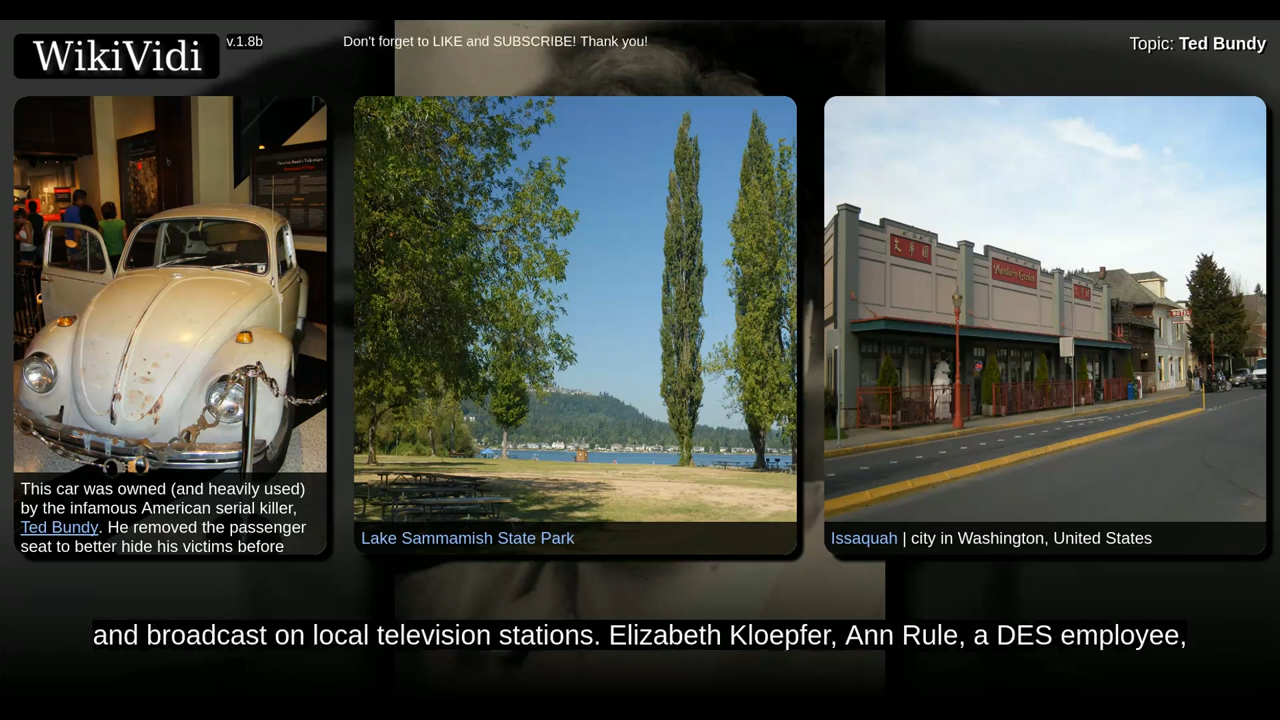 WikiVidi
v.1.8b
Don't forget to LIKE and SUBSCRIBE! Thank you!
Topic: Ted Bundy
This car was owned (and heavily used)
by the infamous American serial killer,
Ted Bundy. He removed the passenger
seat to better hide his victims before
Lake Sammamish State Park
Issaquah | city in Washington, United States
and broadcast on local television stations. Elizabeth Kloepfer, Ann Rule, a DES employee,